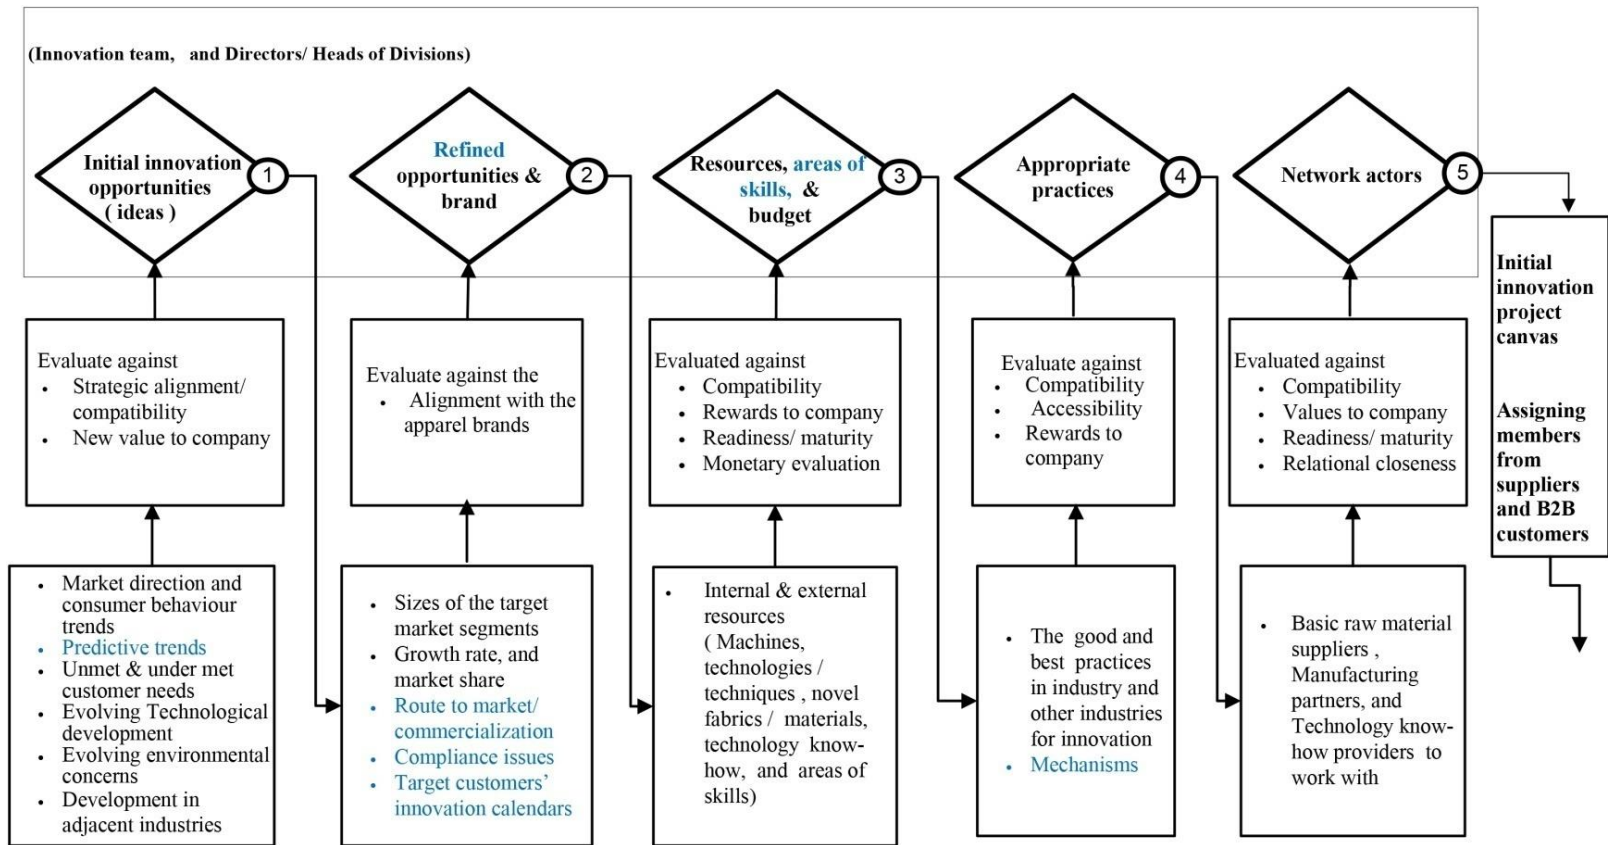 (Innovation team, and Directors/ Heads of Divisions)
Initial innovation
opportunities
( ideas )
1
Refined
opportunities &
brand
2
Resources, areas of
skills, &
budget
3
Appropriate
practices
4
Network actors
5
Evaluate against
• Strategic alignment/
compatibility
• New value to company
Evaluate against the
• Alignment with the
apparel brands
Evaluated against
• Compatibility
• Rewards to company
• Readiness/ maturity
• Monetary evaluation
Evaluate against
• Compatibility
• Accessibility
• Rewards to
company
Evaluated against
• Compatibility
• Values to company
• Readiness/ maturity
• Relational closeness
Initial
innovation
project
canvas
Assigning
members
from
suppliers
and B2B
customers
• Market direction and
consumer behaviour
trends
• Predictive trends
• Unmet & under met
customer needs
• Evolving Technological
development
• Evolving environmental
concerns
• Development in
adjacent industries
• Sizes of the target
market segments
• Growth rate, and
market share
• Route to market/
commercialization
• Compliance issues
• Target customers’
innovation calendars
• Internal & external
resources
( Machines,
technologies /
techniques , novel
fabrics / materials,
technology know-
how, and areas of
skills)
• The good and
best practices
in industry and
other industries
for innovation
• Mechanisms
• Basic raw material
suppliers ,
Manufacturing
partners, and
Technology know-
how providers to
work with